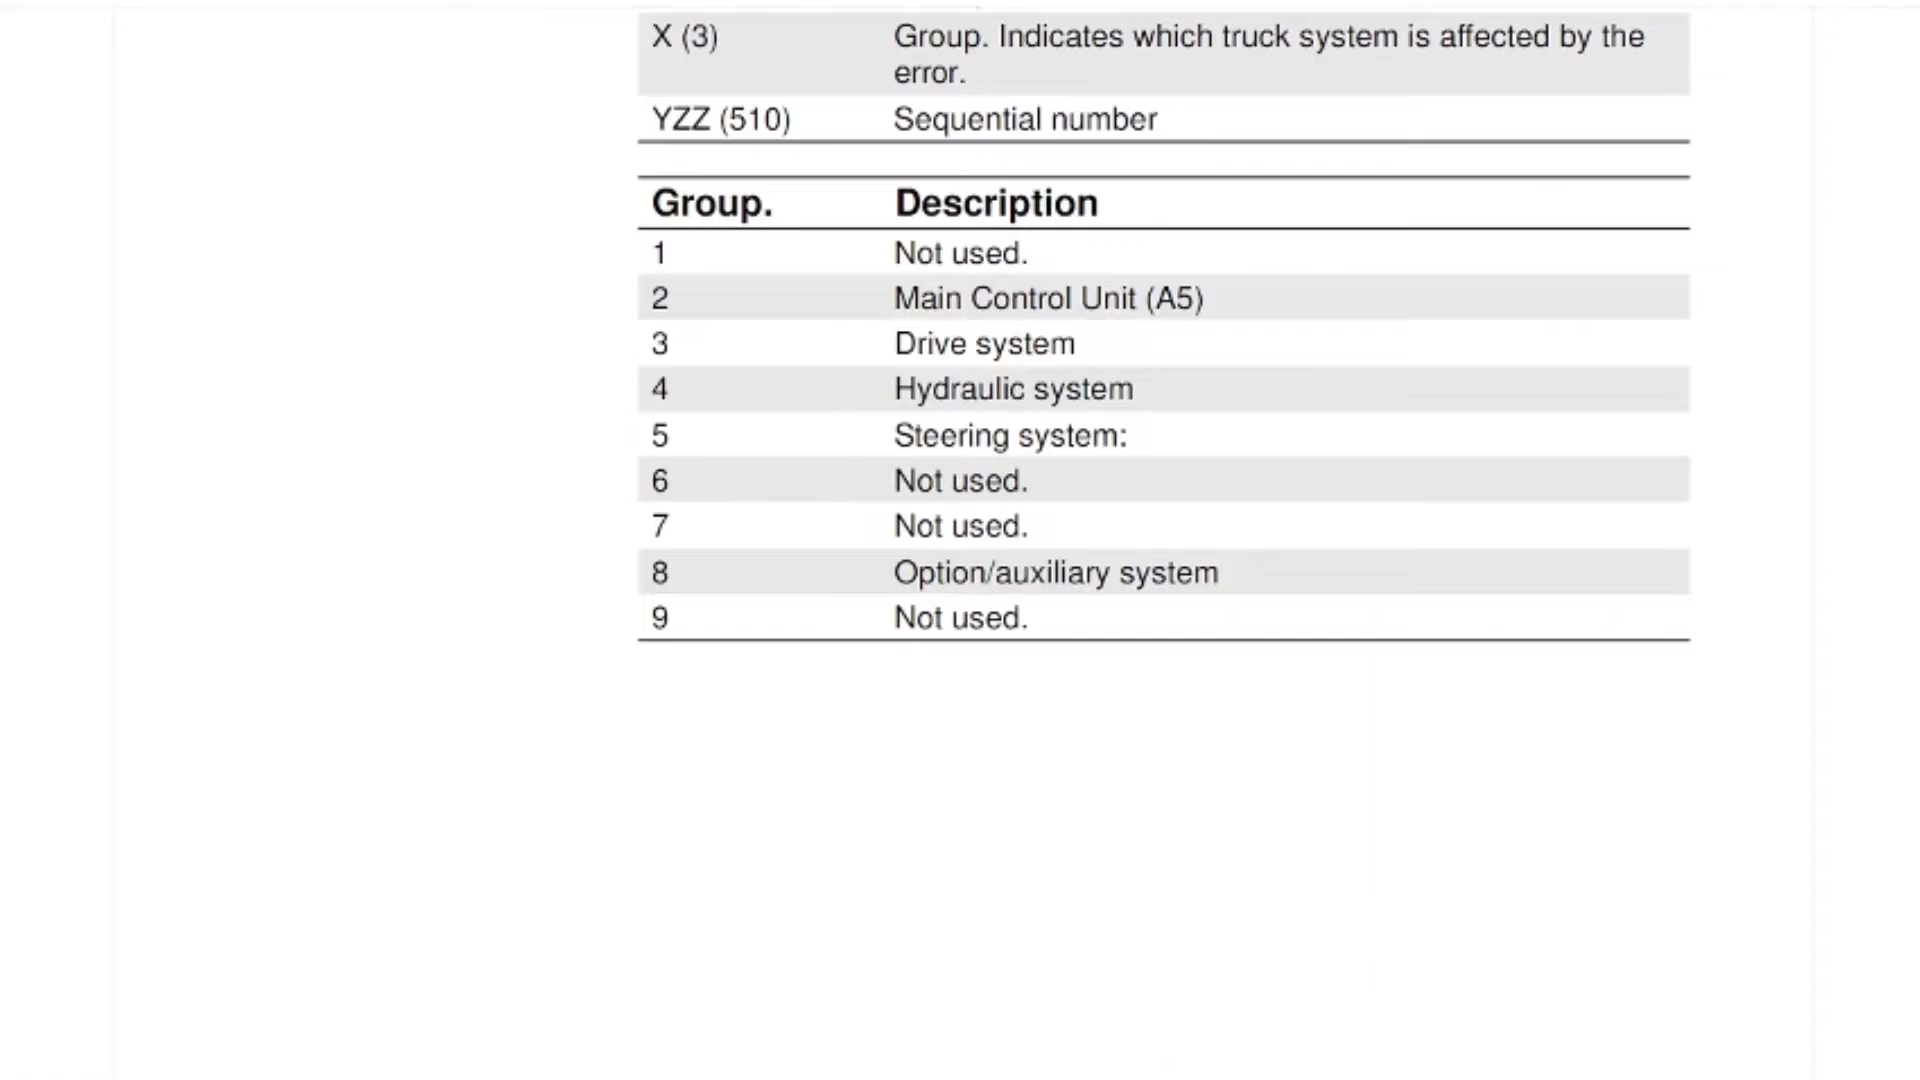 X (3) Group. Indicates which truck system is affected by the
error.
YZZ (510) Sequential number
Group. Description
1 Not used.
2 Main Control Unit (A5)
3 Drive system
4 Hydraulic system
5 Steering system:
6 Not used.
7 Not used.
8 Option/auxiliary system
9 Not used.